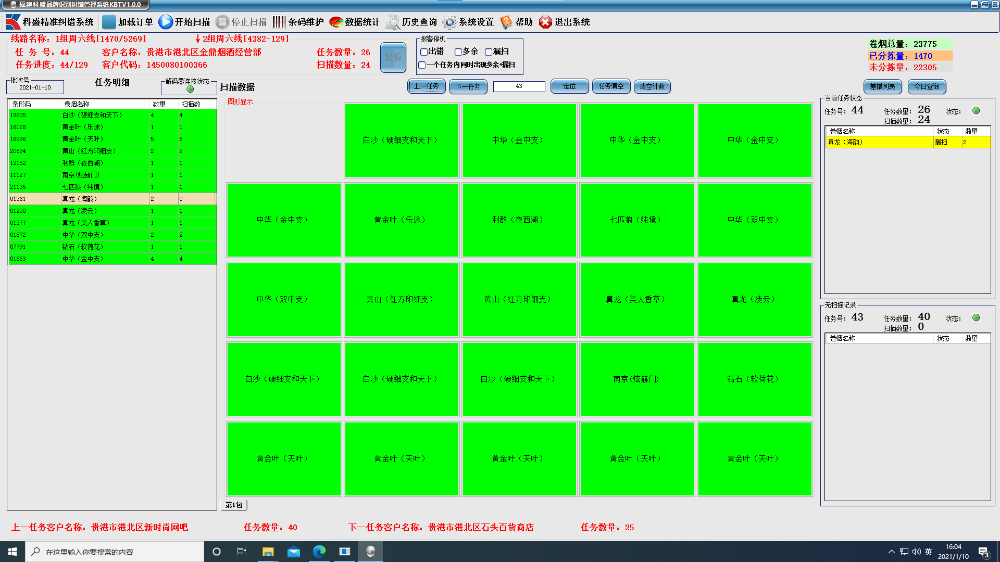 福建科盛品牌识别纠错管理系统KBTV1.0.0
科盛精准纠错系统 加载订单 开始扫描 停止扫描 条码维护 数据统计 历史查询 系统设置 帮助 退出系统
线路名称：1组周六线[1470/5269] ↓2组周六线[4382-129]
任 务 号：44 客户名称：贵港市港北区金鼎烟酒经营部 任务数量：26
任务进度：44/129 客户代码：1450080100366 扫描数量：24
复位
报警停机
出错 多余 漏扫
一个任务内同时出现多余+漏扫
卷烟总量：23775
已分拣量：1470
未分拣量：22305
批次号
2021-01-10
任务明细
解码器连接状态
扫描数据
上一任务 下一任务 43 定位 任务清空 清空计数
差错列表 今日查询
条形码 卷烟名称 数量 扫描数
19605 白沙（硬细支和天下） 4 4
16028 黄金叶（乐途） 1 1
16996 黄金叶（天叶） 5 5
20894 黄山（红方印细支） 2 2
12152 利群（夜西湖） 1 1
11127 南京(炫赫门) 1 1
21135 七匹狼（纯境） 1 1
01361 真龙（海韵） 2 0
01200 真龙（凌云） 1 1
01377 真龙（美人香草） 1 1
01872 中华（双中支） 2 2
07791 钻石（软荷花） 1 1
01863 中华（金中支） 4 4
图形显示
白沙（硬细支和天下） 中华（金中支） 中华（金中支） 中华（金中支）
中华（金中支） 黄金叶（乐途） 利群（夜西湖） 七匹狼（纯境） 中华（双中支）
中华（双中支） 黄山（红方印细支） 黄山（红方印细支） 真龙（美人香草） 真龙（凌云）
白沙（硬细支和天下） 白沙（硬细支和天下） 白沙（硬细支和天下） 南京(炫赫门) 钻石（软荷花）
黄金叶（天叶） 黄金叶（天叶） 黄金叶（天叶） 黄金叶（天叶） 黄金叶（天叶）
第1包
当前任务状态
任务号：44 任务数量：26 状态：
扫描数量：24
卷烟名称 状态 数量
真龙（海韵） 漏扫 2
无扫描记录
任务号：43 任务数量：40 状态：
扫描数量：0
卷烟名称 状态 数量
上一任务客户名称：贵港市港北区新时尚网吧 任务数量：40 下一任务客户名称：贵港市港北区石头百货商店 任务数量：25
在这里输入你要搜索的内容
英
16:04
2021/1/10
3